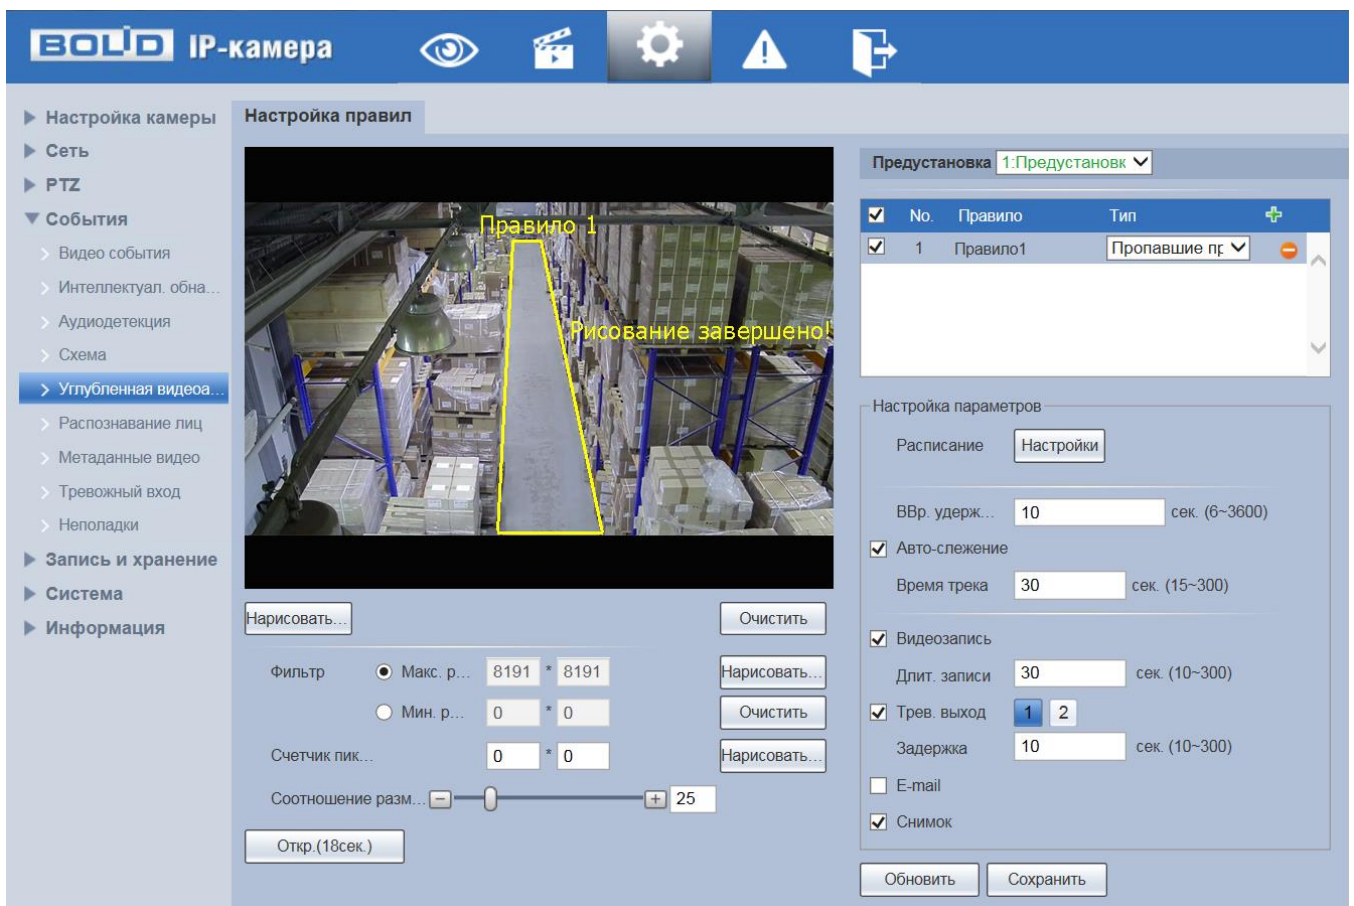 BOLID IP-камера
Настройка камеры
Сеть
PTZ
События
Видео события
Интеллектуал. обна...
Аудиодетекция
Схема
Углубленная видеоа...
Распознавание лиц
Метаданные видео
Тревожный вход
Неполадки
Запись и хранение
Система
Информация
Настройка правил
Правило 1
Рисование завершено!
Нарисовать... Очистить
Фильтр Макс. р... 8191 * 8191 Нарисовать...
Мин. р... 0 * 0 Очистить
Счетчик пик... 0 * 0 Нарисовать...
Соотношение разм... − + 25
Откр.(18сек.)
Предустановка 1:Предустановк
No. Правило Тип
1 Правило1 Пропавшие пр
Настройка параметров
Расписание Настройки
ВВр. удерж... 10 сек. (6~3600)
Авто-слежение
Время трека 30 сек. (15~300)
Видеозапись
Длит. записи 30 сек. (10~300)
Трев. выход 1 2
Задержка 10 сек. (10~300)
E-mail
Снимок
Обновить Сохранить